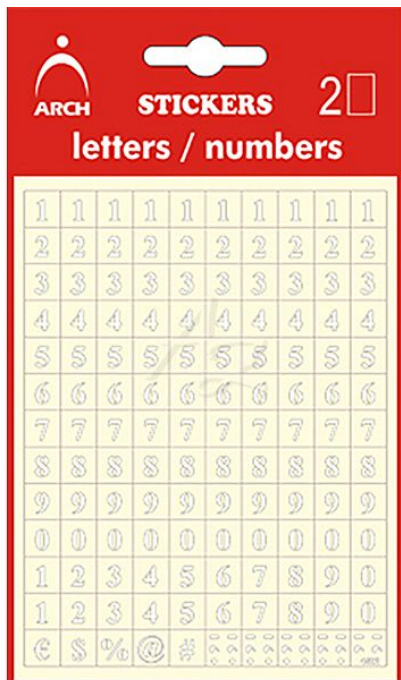 ARCH
STICKERS
2
letters / numbers
1 1 1 1 1 1 1 1 1 1
2 2 2 2 2 2 2 2 2 2
3 3 3 3 3 3 3 3 3 3
4 4 4 4 4 4 4 4 4 4
5 5 5 5 5 5 5 5 5 5
6 6 6 6 6 6 6 6 6 6
7 7 7 7 7 7 7 7 7 7
8 8 8 8 8 8 8 8 8 8
9 9 9 9 9 9 9 9 9 9
0 0 0 0 0 0 0 0 0 0
1 2 3 4 5 6 7 8 9 0
1 2 3 4 5 6 7 8 9 0
€ $ % @ #